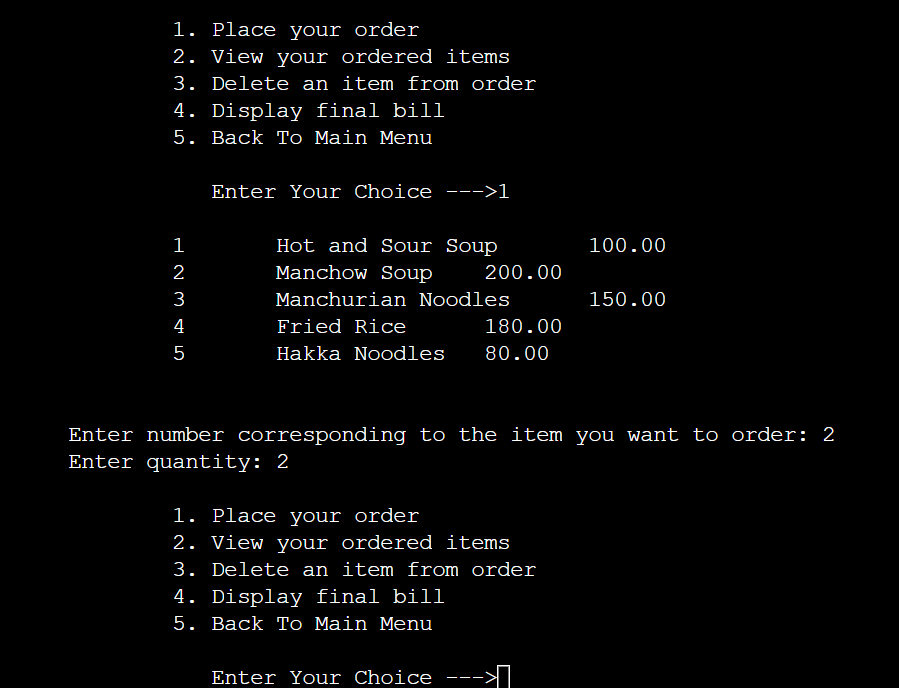 1. Place your order
2. View your ordered items
3. Delete an item from order
4. Display final bill
5. Back To Main Menu
Enter Your Choice --->1
1 Hot and Sour Soup 100.00
2 Manchow Soup 200.00
3 Manchurian Noodles 150.00
4 Fried Rice 180.00
5 Hakka Noodles 80.00
Enter number corresponding to the item you want to order: 2
Enter quantity: 2
1. Place your order
2. View your ordered items
3. Delete an item from order
4. Display final bill
5. Back To Main Menu
Enter Your Choice --->